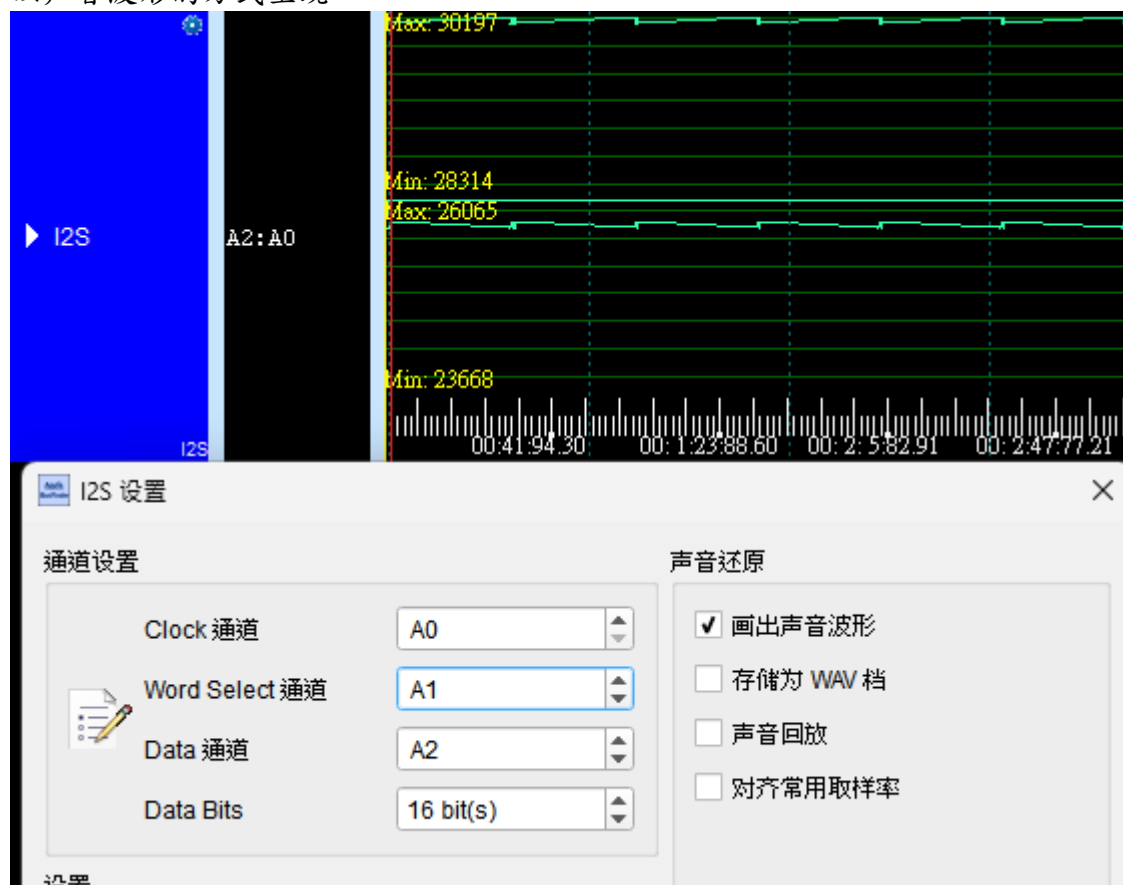 Max: 30197
Min: 28314
Max: 26065
I2S
A2:A0
Min: 23668
00:41:94.30
00: 1:23:88.60
00: 2: 5:82.91
00: 2:47:77.21
I2S
I2S 设置
通道设置
声音还原
Clock 通道
A0
画出声音波形
Word Select 通道
A1
存储为 WAV 档
Data 通道
A2
声音回放
Data Bits
16 bit(s)
对齐常用取样率